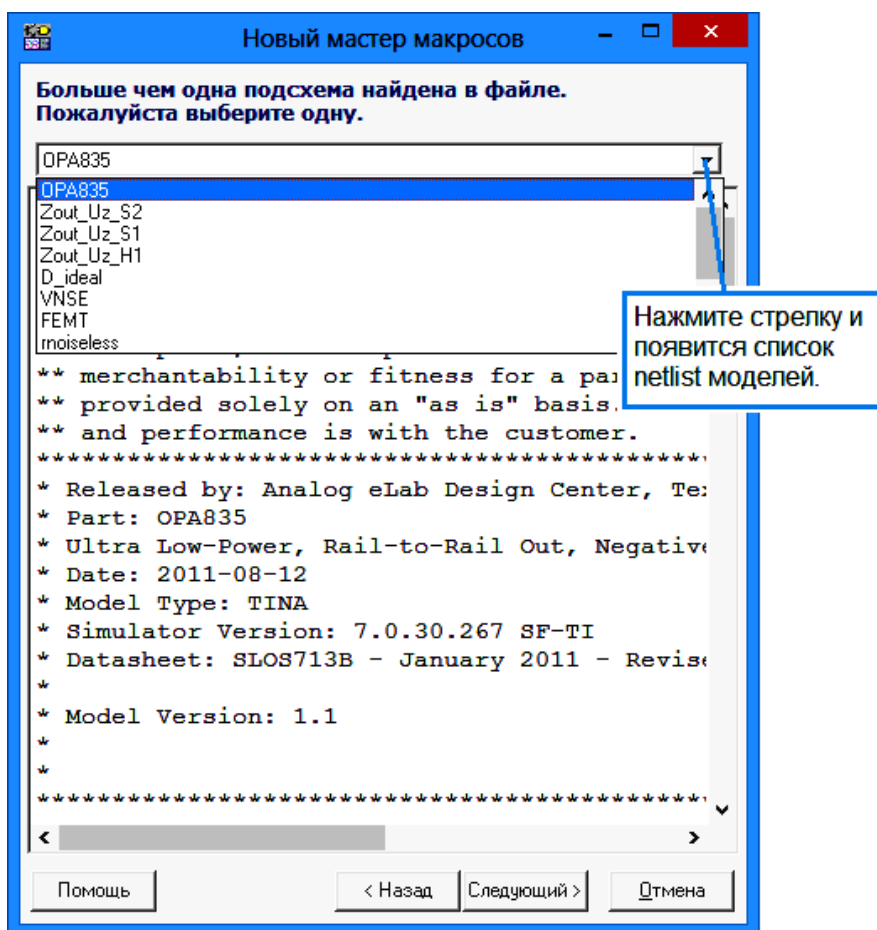 Новый мастер макросов
Больше чем одна подсхема найдена в файле.
Пожалуйста выберите одну.
OPA835
OPA835
Zout_Uz_S2
Zout_Uz_S1
Zout_Uz_H1
D_ideal
VNSE
FEMT
rnoiseless
Нажмите стрелку и
появится список
netlist моделей.
** merchantability or fitness for a pa
** provided solely on an "as is" basis.
** and performance is with the customer.
*********************************************
* Released by: Analog eLab Design Center, Te
* Part: OPA835
* Ultra Low-Power, Rail-to-Rail Out, Negative
* Date: 2011-08-12
* Model Type: TINA
* Simulator Version: 7.0.30.267 SF-TI
* Datasheet: SLOS713B - January 2011 - Revise
*
* Model Version: 1.1
*
*
*********************************************
Помощь
< Назад
Следующий >
Отмена